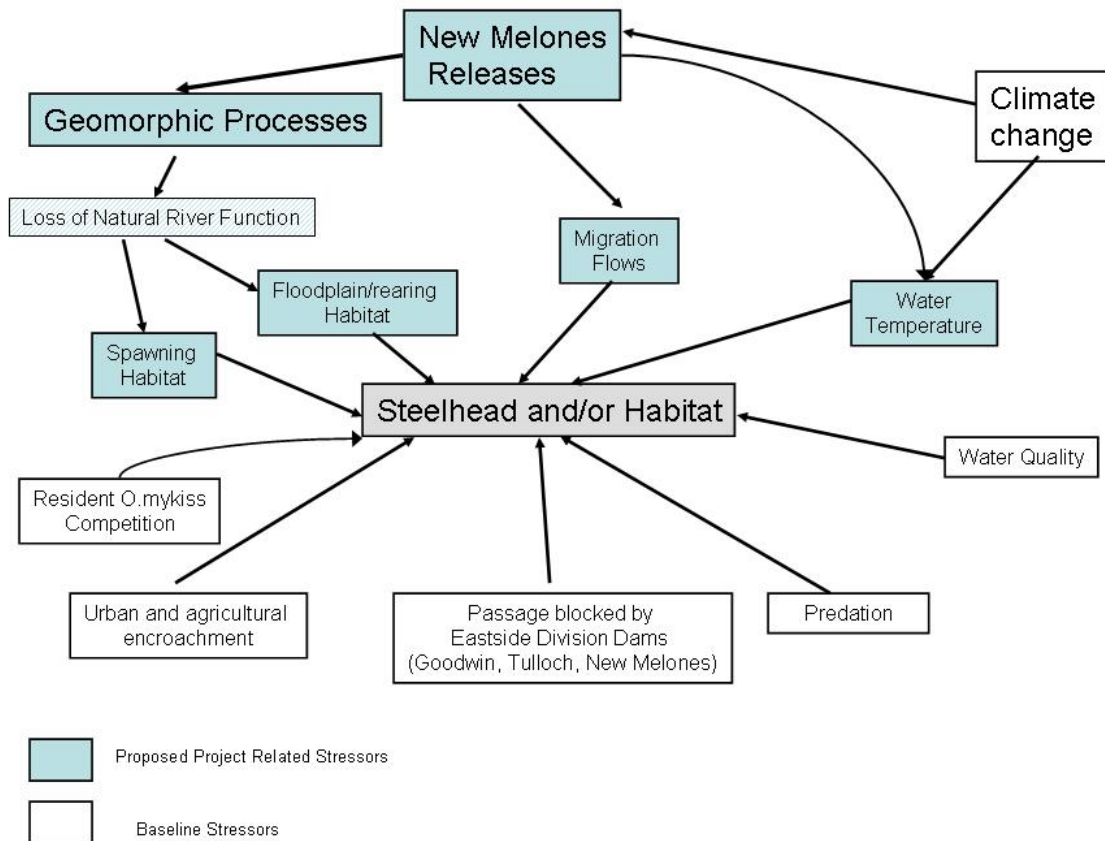 New Melones
Releases
Climate
change
Geomorphic Processes
Loss of Natural River Function
Migration
Flows
Floodplain/rearing
Habitat
Water
Temperature
Spawning
Habitat
Steelhead and/or Habitat
Water Quality
Resident O.mykiss
Competition
Urban and agricultural
encroachment
Passage blocked by
Eastside Division Dams
(Goodwin, Tulloch, New Melones)
Predation
Proposed Project Related Stressors
Baseline Stressors